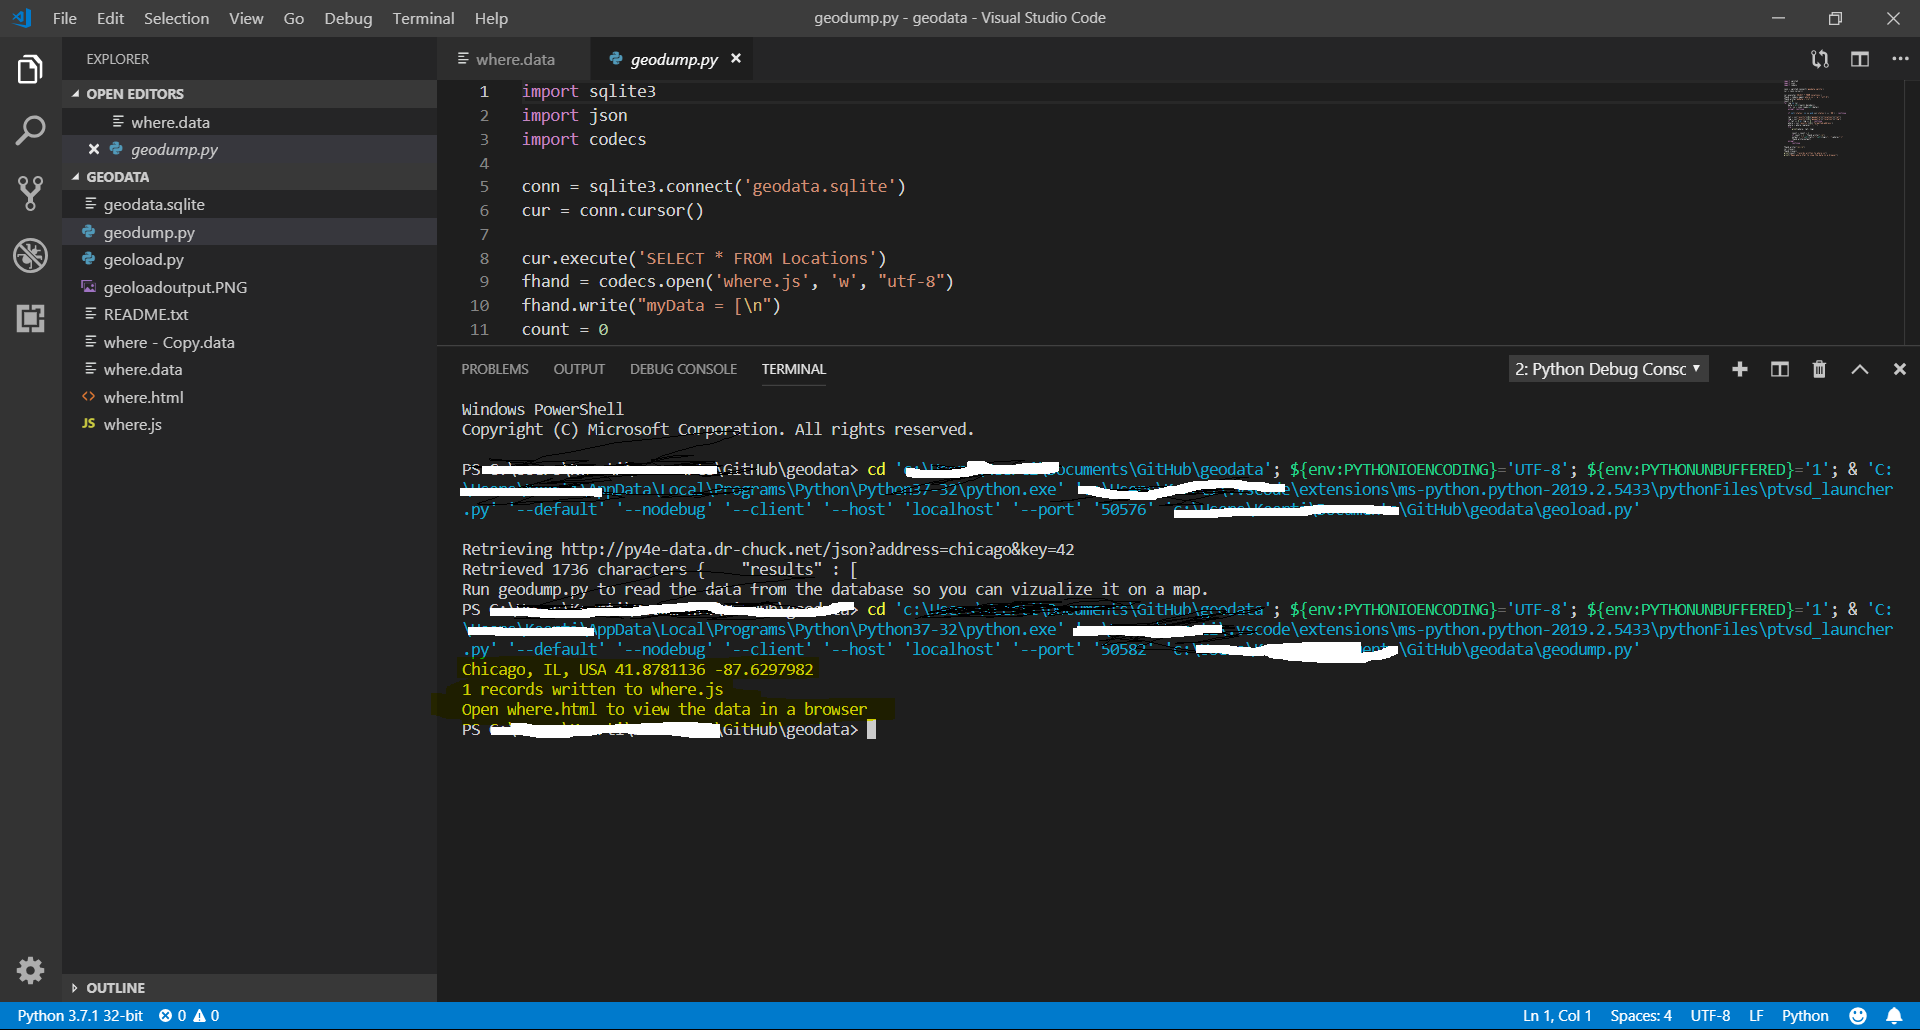 File Edit Selection View Go Debug Terminal Help
geodump.py - geodata - Visual Studio Code
EXPLORER
OPEN EDITORS
where.data
geodump.py
GEODATA
geodata.sqlite
geodump.py
geoload.py
geoloadoutput.PNG
README.txt
where - Copy.data
where.data
where.html
JS where.js
OUTLINE
where.data geodump.py
1 import sqlite3
2 import json
3 import codecs
4
5 conn = sqlite3.connect('geodata.sqlite')
6 cur = conn.cursor()
7
8 cur.execute('SELECT * FROM Locations')
9 fhand = codecs.open('where.js', 'w', "utf-8")
10 fhand.write("myData = [\n")
11 count = 0
PROBLEMS OUTPUT DEBUG CONSOLE TERMINAL
2: Python Debug Consc
Windows PowerShell
Copyright (C) Microsoft Corporation. All rights reserved.
PS \GitHub\geodata> cd 'c:\ ocuments\GitHub\geodata'; ${env:PYTHONIOENCODING}='UTF-8'; ${env:PYTHONUNBUFFERED}='1'; & 'C:
\AppData\Local\Programs\Python\Python37-32\python.exe' vscode\extensions\ms-python.python-2019.2.5433\pythonFiles\ptvsd_launcher
.py' '--default' '--nodebug' '--client' '--host' 'localhost' '--port' '50576' \GitHub\geodata\geoload.py'
Retrieving http://py4e-data.dr-chuck.net/json?address=chicago&key=42
Retrieved 1736 characters { "results" : [
Run geodump.py to read the data from the database so you can vizualize it on a map.
PS geodata> cd 'c:\ Documents\GitHub\geodata'; ${env:PYTHONIOENCODING}='UTF-8'; ${env:PYTHONUNBUFFERED}='1'; & 'C:
AppData\Local\Programs\Python\Python37-32\python.exe' .vscode\extensions\ms-python.python-2019.2.5433\pythonFiles\ptvsd_launcher
.py' '--default' '--nodebug' '--client' '--host' 'localhost' '--port' '50582' \GitHub\geodata\geodump.py'
Chicago, IL, USA 41.8781136 -87.6297982
1 records written to where.js
Open where.html to view the data in a browser
PS \GitHub\geodata>
Python 3.7.1 32-bit 0 0
Ln 1, Col 1 Spaces: 4 UTF-8 LF Python